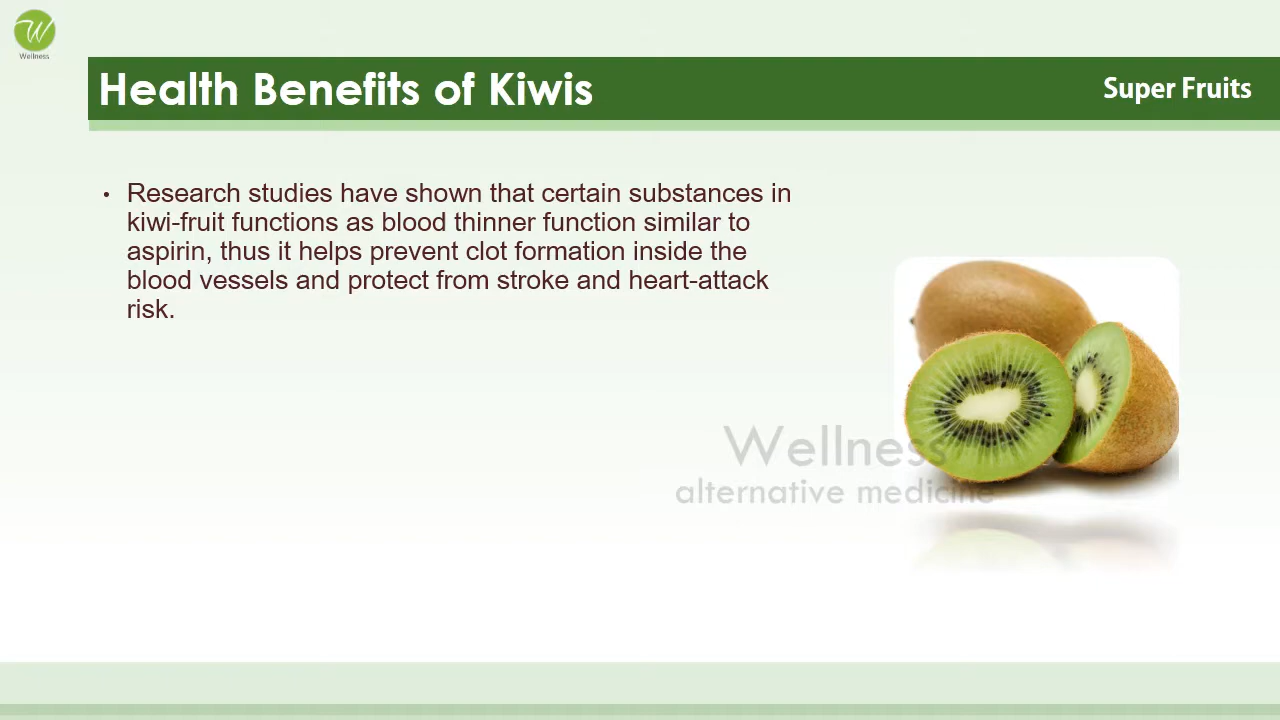 W
Wellness
Health Benefits of Kiwis
Super Fruits
• Research studies have shown that certain substances in
kiwi-fruit functions as blood thinner function similar to
aspirin, thus it helps prevent clot formation inside the
blood vessels and protect from stroke and heart-attack
risk.
Wellness
alternative medicine